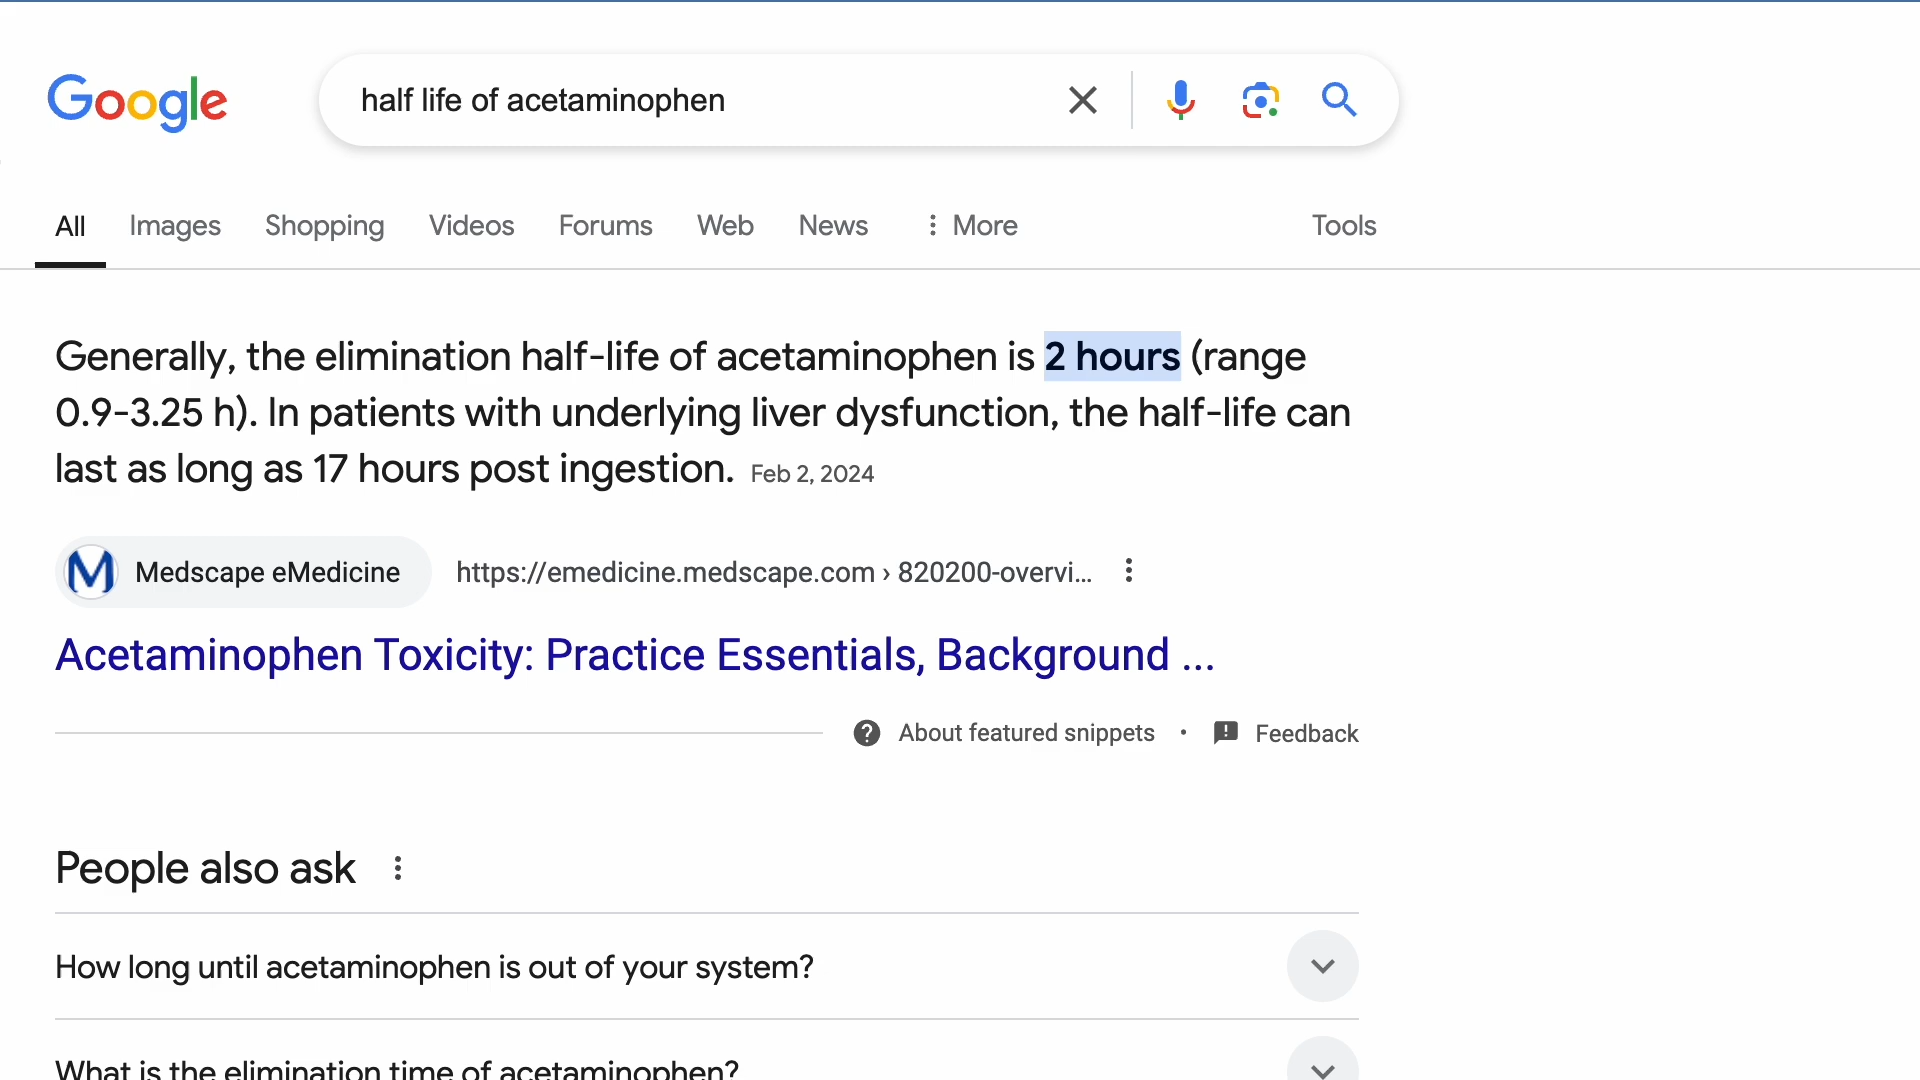 Google
half life of acetaminophen
All Images Shopping Videos Forums Web News More Tools
Generally, the elimination half-life of acetaminophen is 2 hours (range
0.9-3.25 h). In patients with underlying liver dysfunction, the half-life can
last as long as 17 hours post ingestion. Feb 2, 2024
Medscape eMedicine https://emedicine.medscape.com › 820200-overvi...
Acetaminophen Toxicity: Practice Essentials, Background ...
About featured snippets • Feedback
People also ask
How long until acetaminophen is out of your system?
What is the elimination time of acetaminophen?